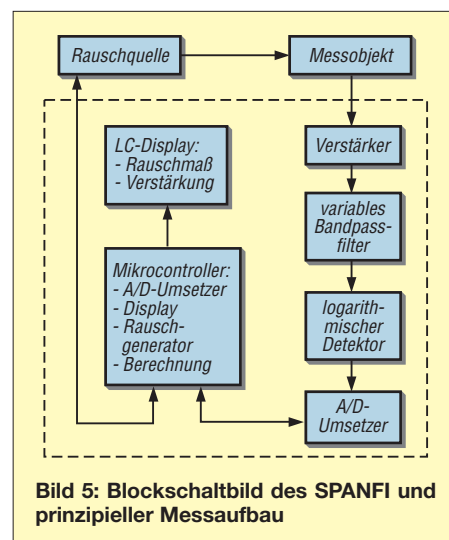 Rauschquelle
Messobjekt
LC-Display:
- Rauschmaß
- Verstärkung
Mikrocontroller:
- A/D-Umsetzer
- Display
- Rausch-
generator
- Berechnung
Verstärker
variables
Bandpass-
filter
logarith-
mischer
Detektor
A/D-
Umsetzer
Bild 5: Blockschaltbild des SPANFI und
prinzipieller Messaufbau